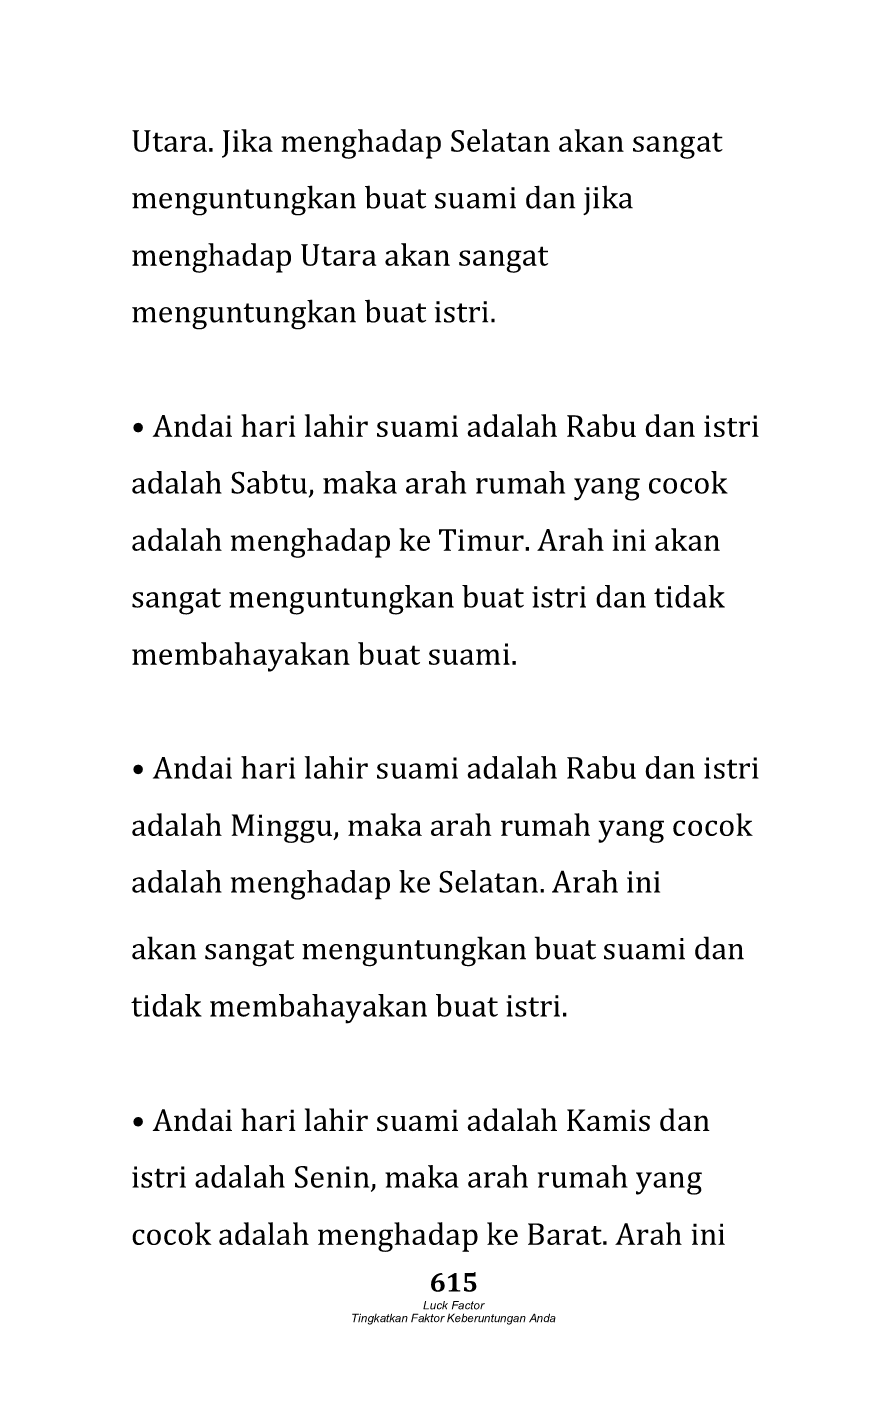 Utara. Jika menghadap Selatan akan sangat
menguntungkan buat suami dan jika
menghadap Utara akan sangat
menguntungkan buat istri.
• Andai hari lahir suami adalah Rabu dan istri
adalah Sabtu, maka arah rumah yang cocok
adalah menghadap ke Timur. Arah ini akan
sangat menguntungkan buat istri dan tidak
membahayakan buat suami.
• Andai hari lahir suami adalah Rabu dan istri
adalah Minggu, maka arah rumah yang cocok
adalah menghadap ke Selatan. Arah ini
akan sangat menguntungkan buat suami dan
tidak membahayakan buat istri.
• Andai hari lahir suami adalah Kamis dan
istri adalah Senin, maka arah rumah yang
cocok adalah menghadap ke Barat. Arah ini
615
Luck Factor
Tingkatkan Faktor Keberuntungan Anda